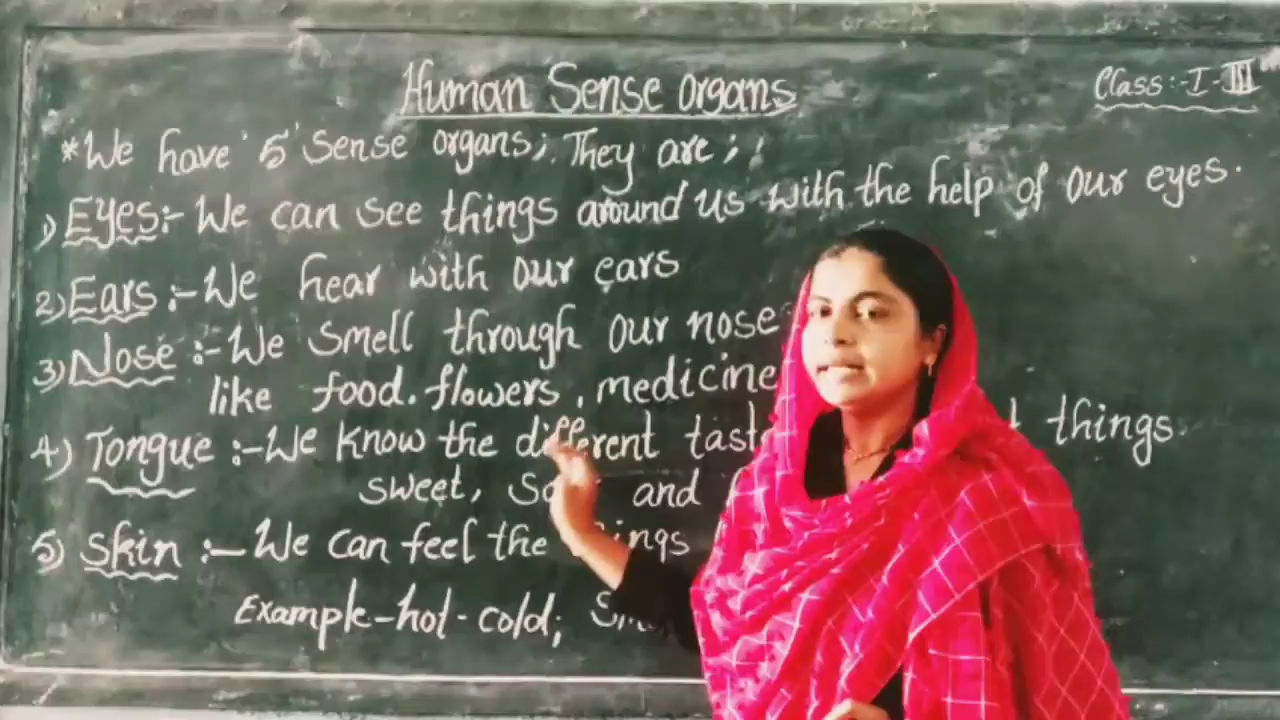 Human Sense organs
Class:-I-III
*We have '5' sense organs; They are;
1) Eyes:- We can see things around us with the help of our eyes.
2) Ears:- We hear with our ears
3) Nose:- We smell through our nose
like food. flowers, medicine
4) Tongue:- We know the different things.
sweet, and
5) Skin:- We can feel the
Example-hot-cold;